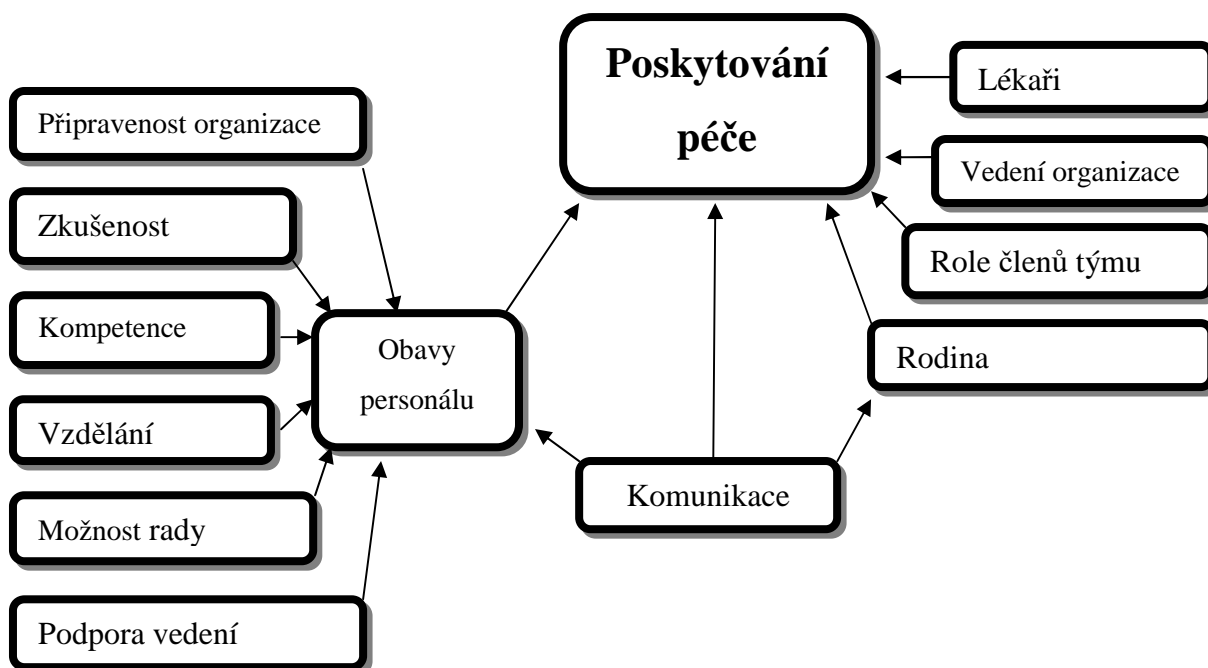 Poskytování
péče
Lékaři
Připravenost organizace
Vedení organizace
Zkušenost
Role členů týmu
Kompetence
Obavy
personálu
Rodina
Vzdělání
Komunikace
Možnost rady
Podpora vedení